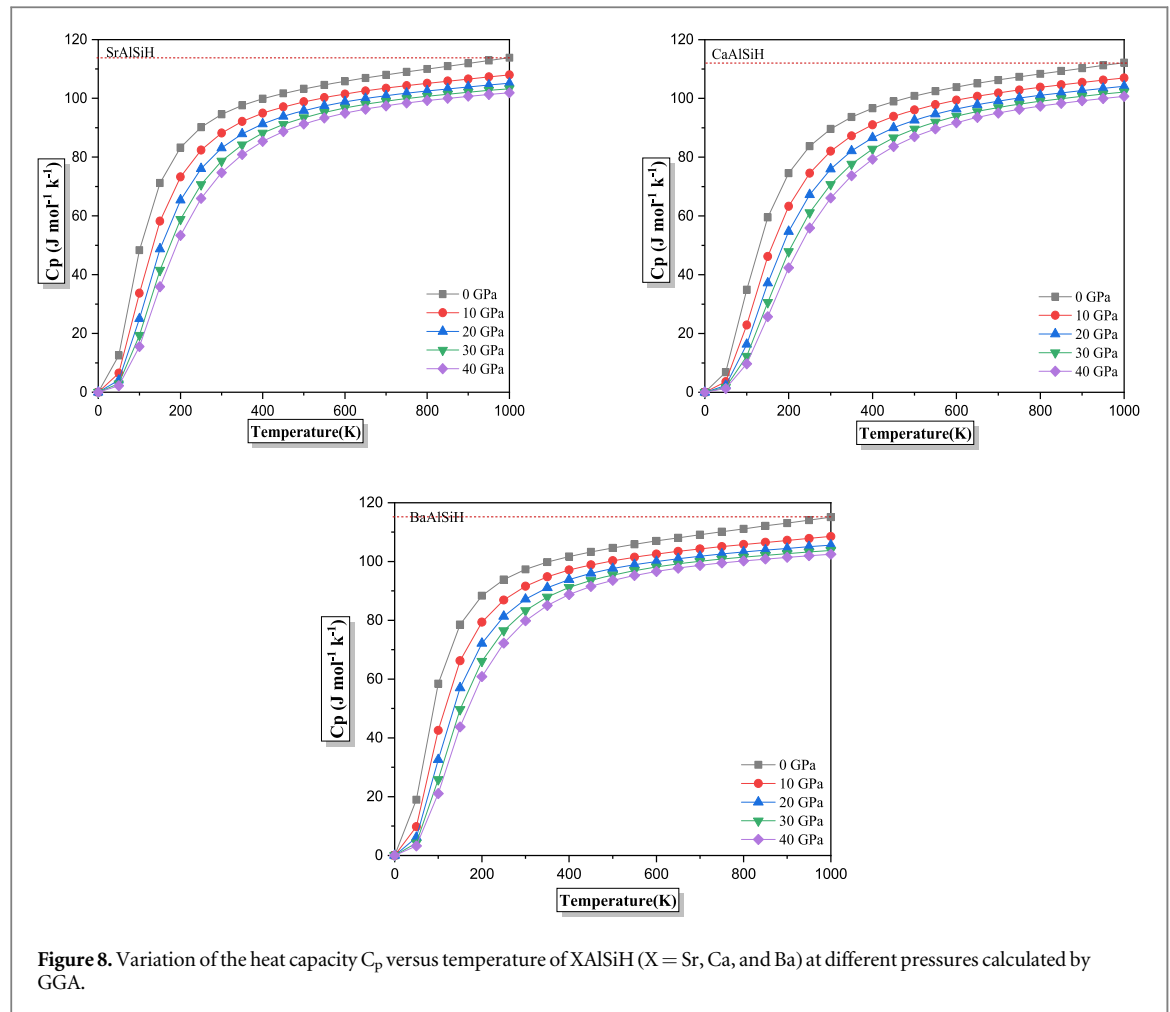 SrAlSiH
Cp (J mol-1 k-1)
120
100
80
60
40
20
0
0 200 400 600 800 1000
Temperature(K)
0 GPa
10 GPa
20 GPa
30 GPa
40 GPa
CaAlSiH
Cp (J mol-1 k-1)
120
100
80
60
40
20
0
0 200 400 600 800 1000
Temperature(K)
0 GPa
10 GPa
20 GPa
30 GPa
40 GPa
BaAlSiH
Cp (J mol-1 k-1)
120
100
80
60
40
20
0
0 200 400 600 800 1000
Temperature(K)
0 GPa
10 GPa
20 GPa
30 GPa
40 GPa
Figure 8. Variation of the heat capacity Cp versus temperature of XAlSiH (X = Sr, Ca, and Ba) at different pressures calculated by
GGA.